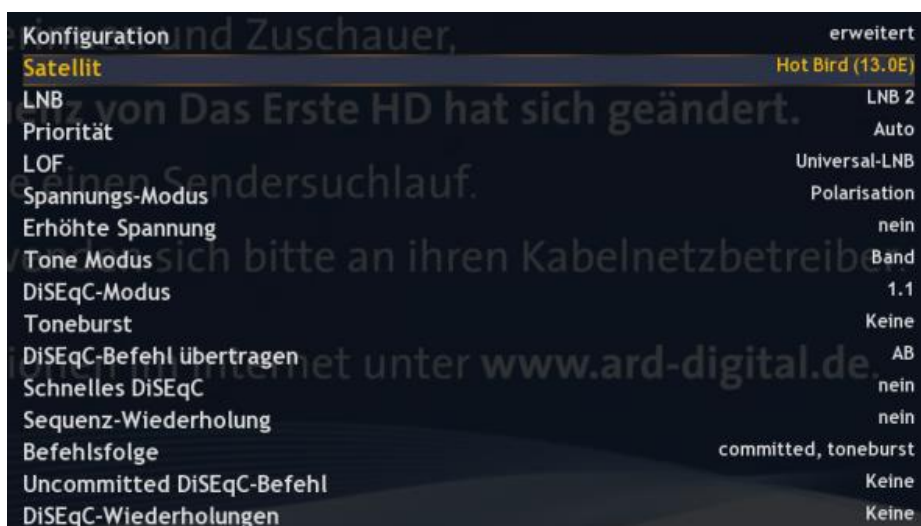 Konfiguration erweitert
Satellit Hot Bird (13.0E)
LNB LNB 2
Priorität Auto
LOF Universal-LNB
Spannungs-Modus Polarisation
Erhöhte Spannung nein
Tone Modus Band
DiSEqC-Modus 1.1
Toneburst Keine
DiSEqC-Befehl übertragen AB
Schnelles DiSEqC nein
Sequenz-Wiederholung nein
Befehlsfolge committed, toneburst
Uncommitted DiSEqC-Befehl Keine
DiSEqC-Wiederholungen Keine
und Zuschauer,
von Das Erste HD hat sich geändert.
einen Sendersuchlauf.
sich bitte an ihren Kabelnetzbetreiber
unter www.ard-digital.de.